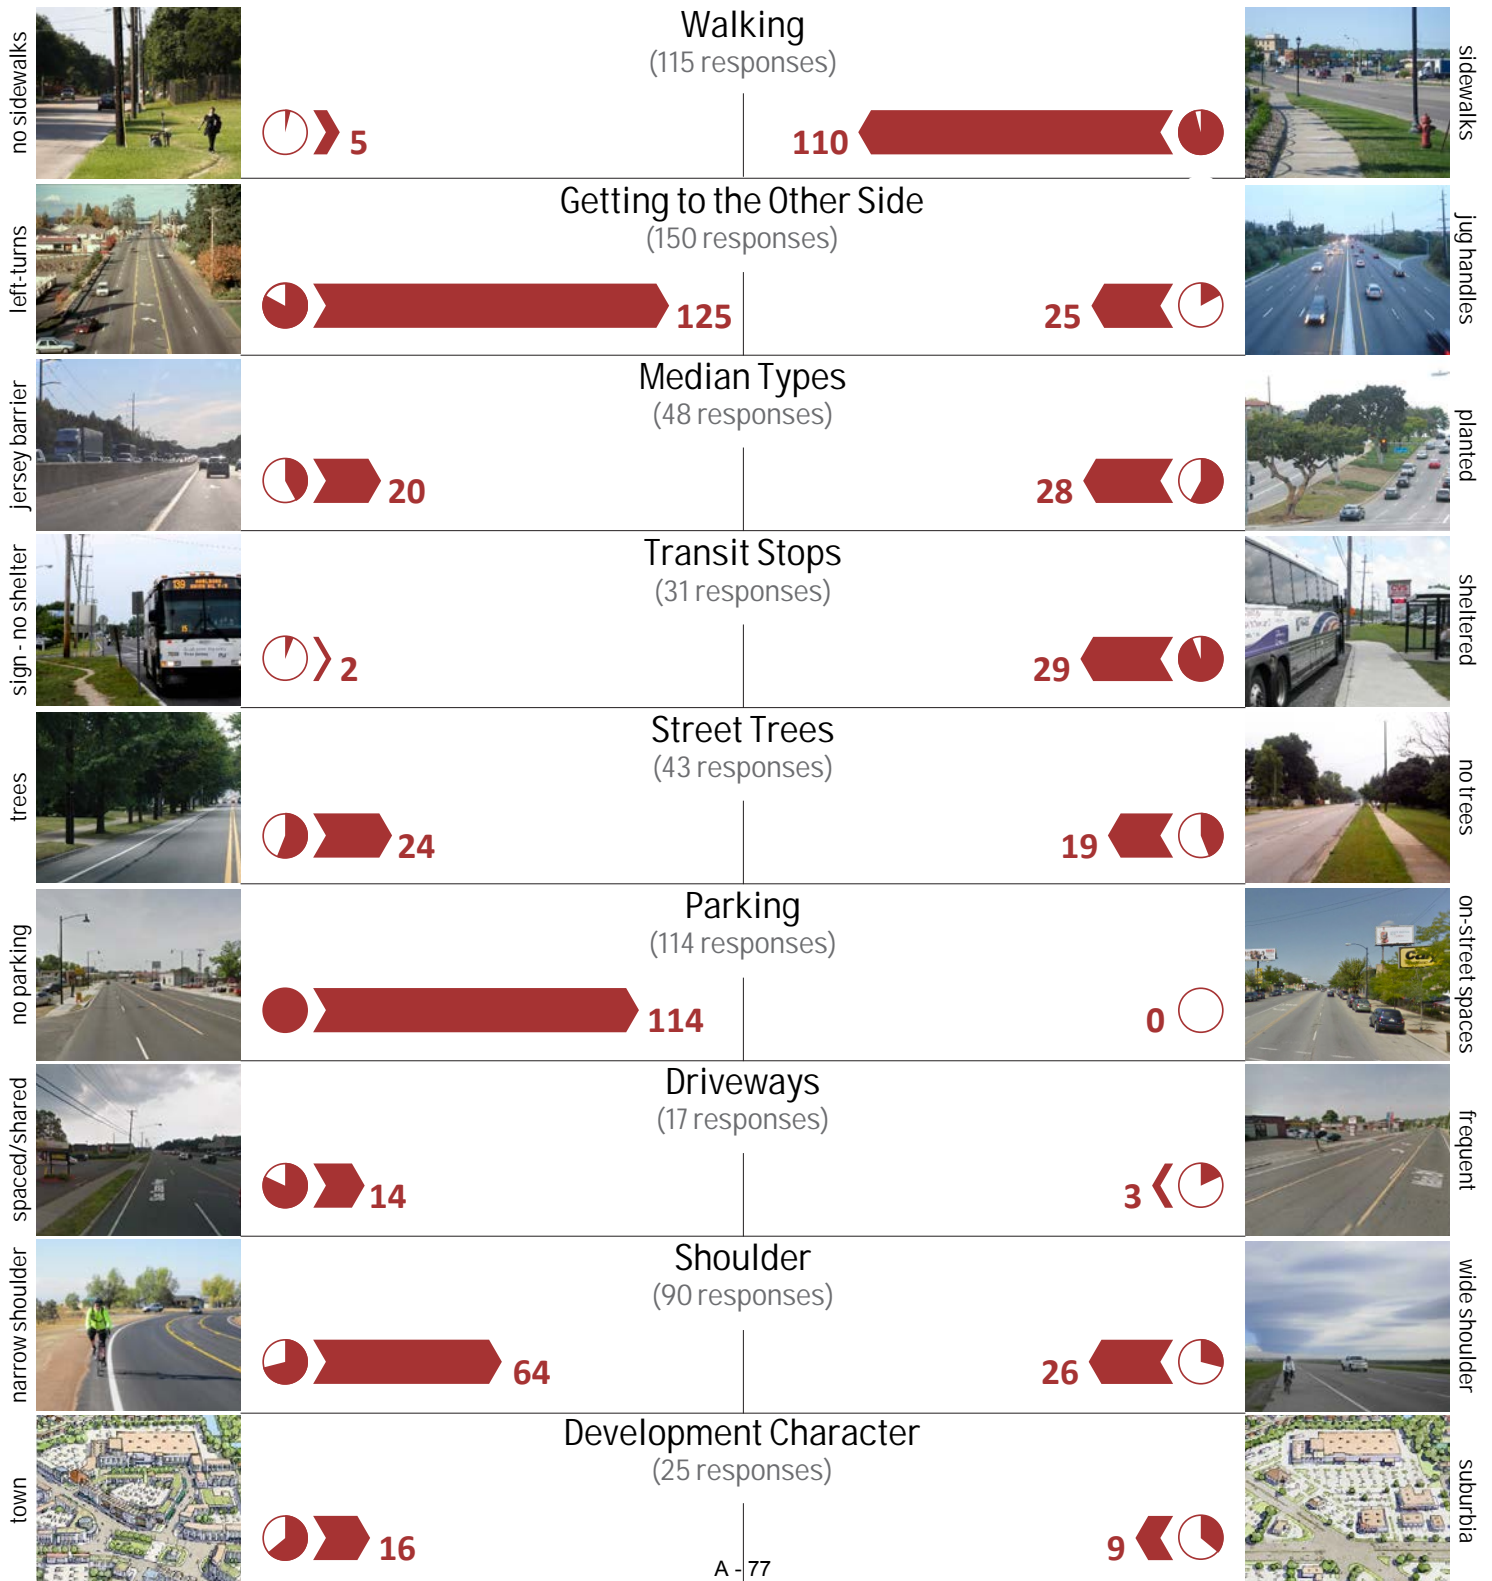 Walking
(115 responses)
no sidewalks
5
110
sidewalks
Getting to the Other Side
(150 responses)
left-turns
125
25
jug handles
Median Types
(48 responses)
jersey barrier
20
28
planted
Transit Stops
(31 responses)
sign - no shelter
139
2
29
sheltered
Street Trees
(43 responses)
trees
24
19
no trees
Parking
(114 responses)
no parking
114
0
on-street spaces
Driveways
(17 responses)
spaced/shared
14
3
frequent
Shoulder
(90 responses)
narrow shoulder
64
26
wide shoulder
Development Character
(25 responses)
town
16
9
suburbia
A - 77